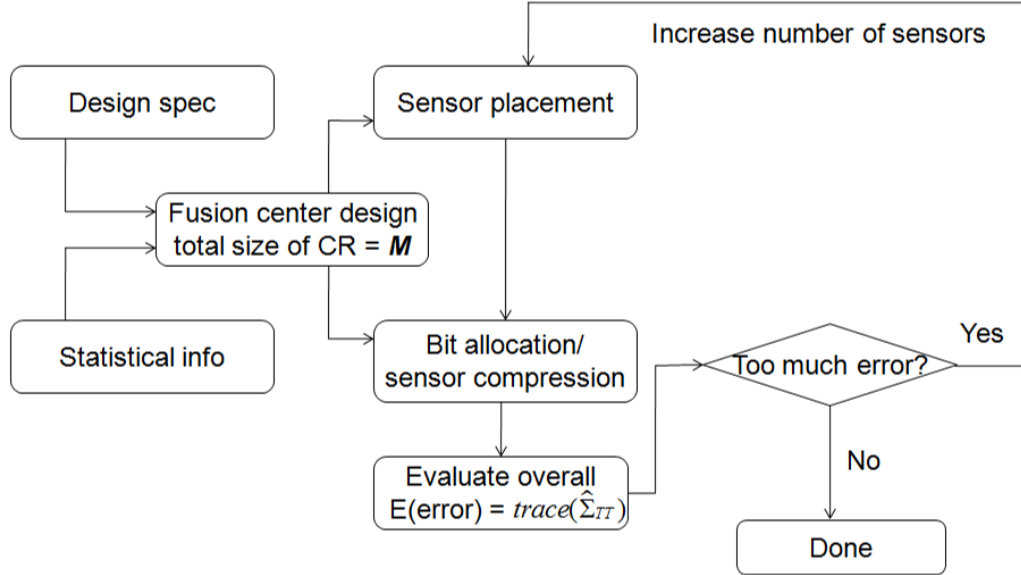 Increase number of sensors
Design spec
Sensor placement
Fusion center design
total size of CR = M
Statistical info
Bit allocation/
sensor compression
Too much error?
Yes
Evaluate overall
E(error) = trace(Σ̂_TT)
No
Done